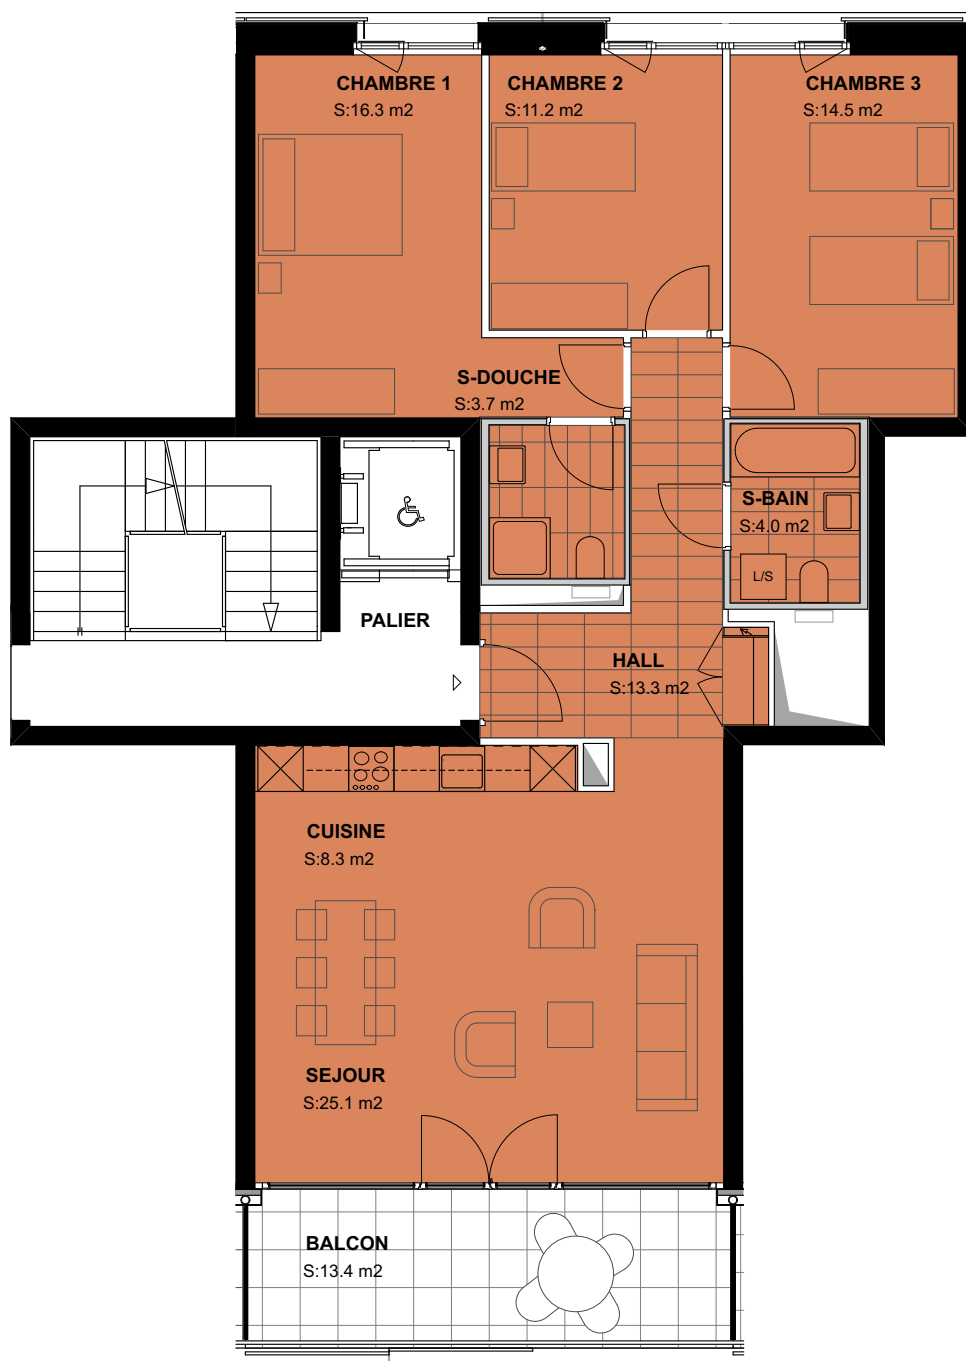 CHAMBRE 1
S:16.3 m2
CHAMBRE 2
S:11.2 m2
CHAMBRE 3
S:14.5 m2
S-DOUCHE
S:3.7 m2
S-BAIN
S:4.0 m2
L/S
PALIER
HALL
S:13.3 m2
CUISINE
S:8.3 m2
SEJOUR
S:25.1 m2
BALCON
S:13.4 m2